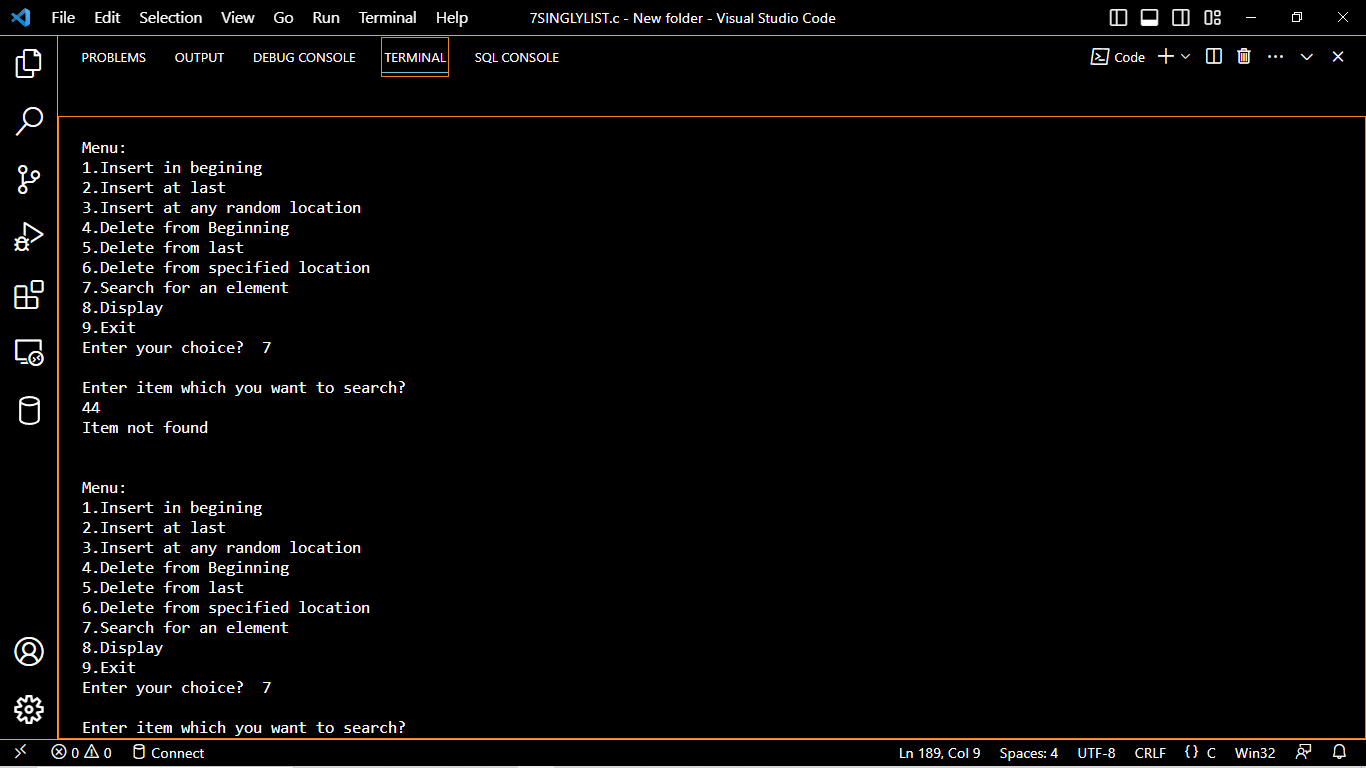 File Edit Selection View Go Run Terminal Help 7SINGLYLIST.c - New folder - Visual Studio Code
PROBLEMS OUTPUT DEBUG CONSOLE TERMINAL SQL CONSOLE Code
Menu:
1.Insert in begining
2.Insert at last
3.Insert at any random location
4.Delete from Beginning
5.Delete from last
6.Delete from specified location
7.Search for an element
8.Display
9.Exit
Enter your choice?  7
Enter item which you want to search?
44
Item not found
Menu:
1.Insert in begining
2.Insert at last
3.Insert at any random location
4.Delete from Beginning
5.Delete from last
6.Delete from specified location
7.Search for an element
8.Display
9.Exit
Enter your choice?  7
Enter item which you want to search?
0 0 Connect Ln 189, Col 9 Spaces: 4 UTF-8 CRLF {} C Win32